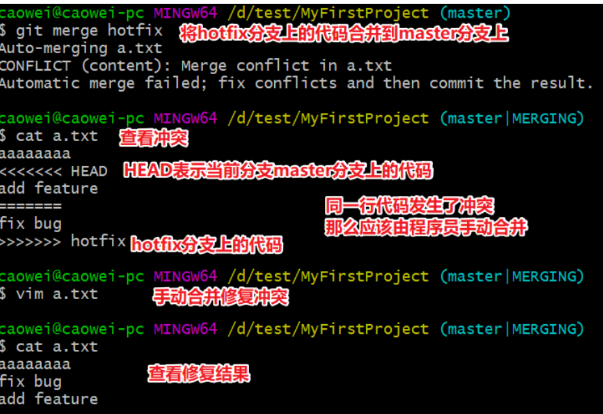 caowei@caowei-pc MINGW64 /d/test/MyFirstProject (master)
$ git merge hotfix 将hotfix分支上的代码合并到master分支上
Auto-merging a.txt
CONFLICT (content): Merge conflict in a.txt
Automatic merge failed; fix conflicts and then commit the result.
caowei@caowei-pc MINGW64 /d/test/MyFirstProject (master|MERGING)
$ cat a.txt 查看冲突
aaaaaaaa
<<<<<<< HEAD HEAD表示当前分支master分支上的代码
add feature
======= 同一行代码发生了冲突
fix bug 那么应该由程序员手动合并
>>>>>>> hotfix hotfix分支上的代码
caowei@caowei-pc MINGW64 /d/test/MyFirstProject (master|MERGING)
$ vim a.txt 手动合并修复冲突
caowei@caowei-pc MINGW64 /d/test/MyFirstProject (master|MERGING)
$ cat a.txt
aaaaaaaa
fix bug 查看修复结果
add feature